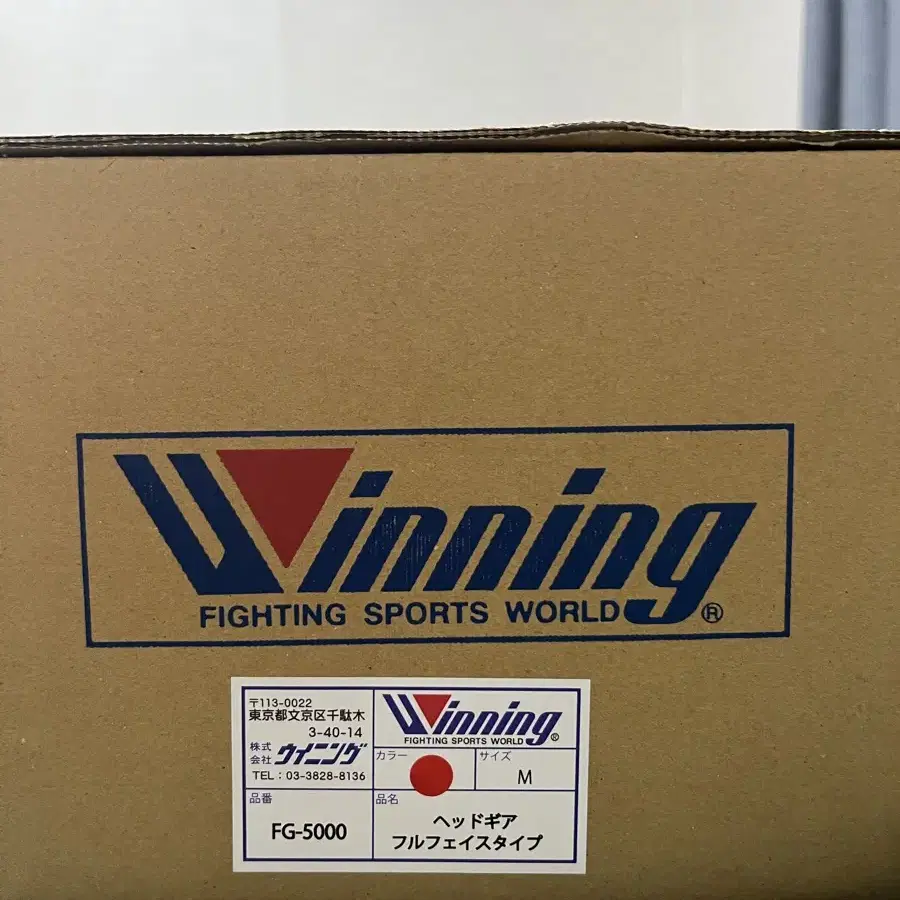 Winning
FIGHTING SPORTS WORLD®
〒113-0022
東京都文京区千駄木
3-40-14
株式会社 ウイニング
TEL：03-3828-8136
Winning®
FIGHTING SPORTS WORLD
カラー
サイズ
M
品番
FG-5000
品名
ヘッドギア
フルフェイスタイプ